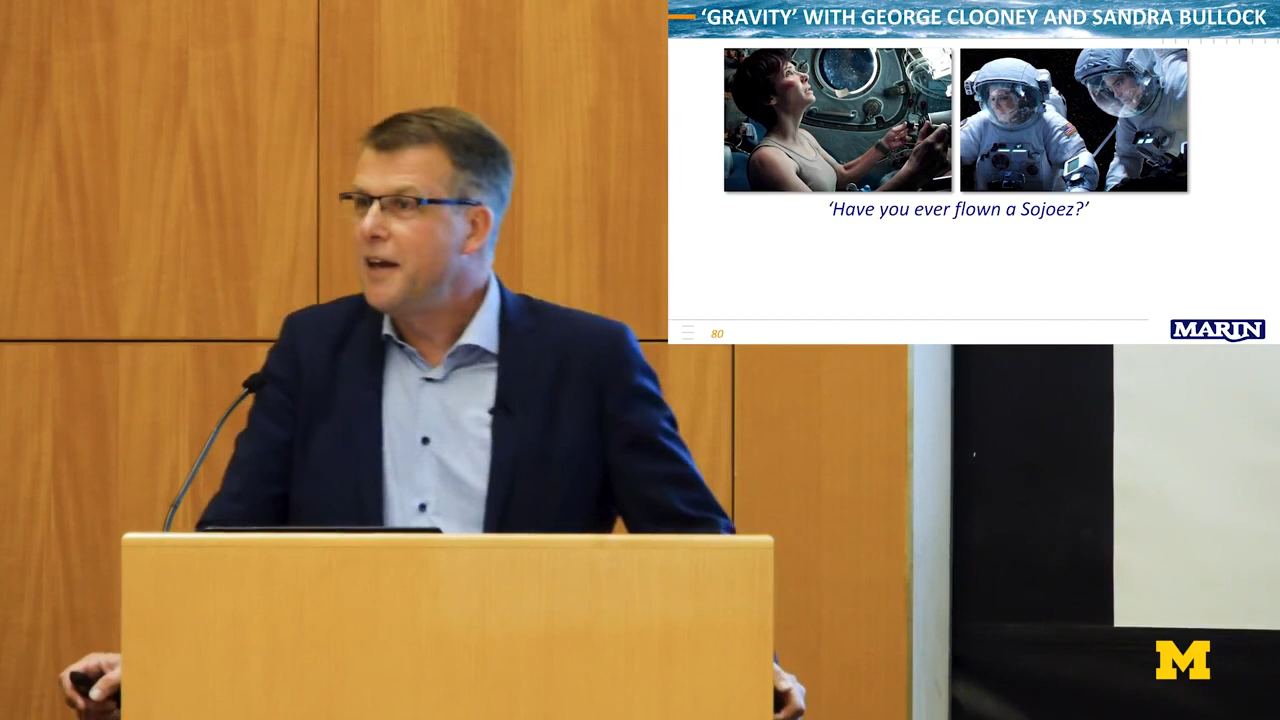 ‘GRAVITY’ WITH GEORGE CLOONEY AND SANDRA BULLOCK
‘Have you ever flown a Sojoez?’
80
MARIN
M